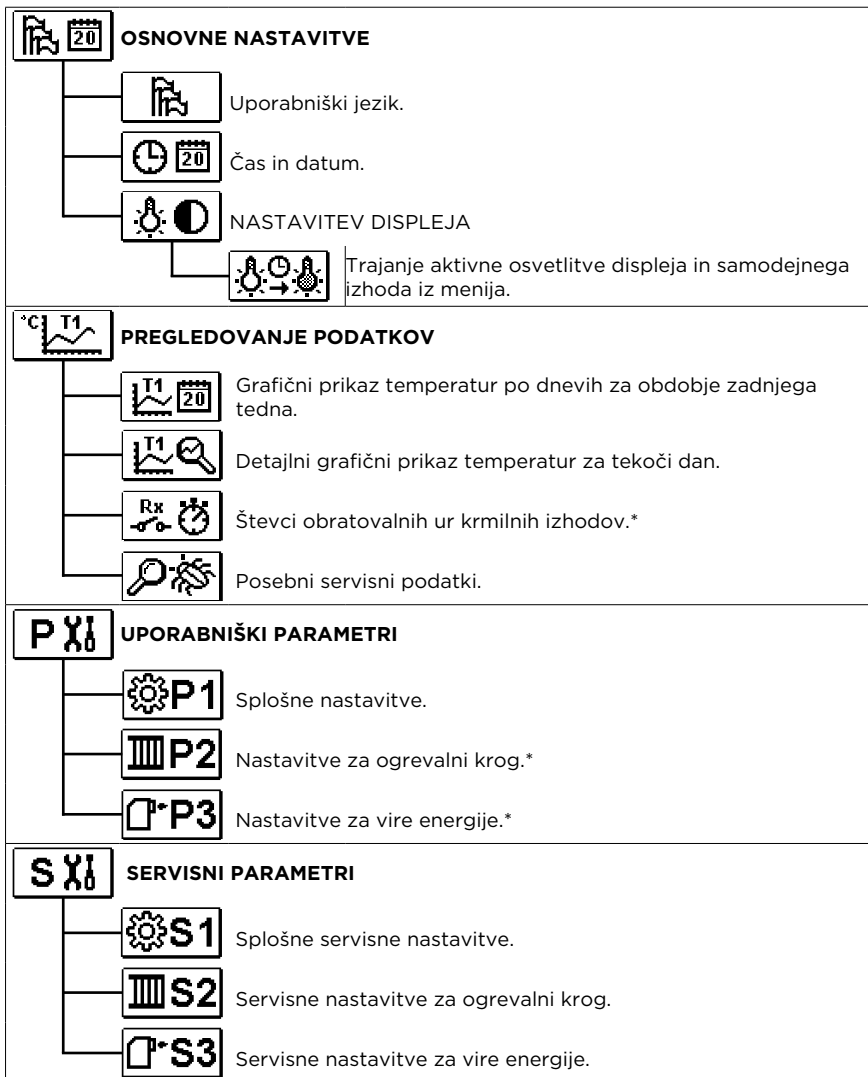 20 OSNOVNE NASTAVITVE
Uporabniški jezik.
20 Čas in datum.
NASTAVITEV DISPLEJA
Trajanje aktivne osvetlitve displeja in samodejnega
izhoda iz menija.
°C T1 PREGLEDOVANJE PODATKOV
T1 20 Grafični prikaz temperatur po dnevih za obdobje zadnjega
tedna.
T1 Detajlni grafični prikaz temperatur za tekoči dan.
Rx Števci obratovalnih ur krmilnih izhodov.*
Posebni servisni podatki.
P UPORABNIŠKI PARAMETRI
P1 Splošne nastavitve.
P2 Nastavitve za ogrevalni krog.*
P3 Nastavitve za vire energije.*
S SERVISNI PARAMETRI
S1 Splošne servisne nastavitve.
S2 Servisne nastavitve za ogrevalni krog.
S3 Servisne nastavitve za vire energije.